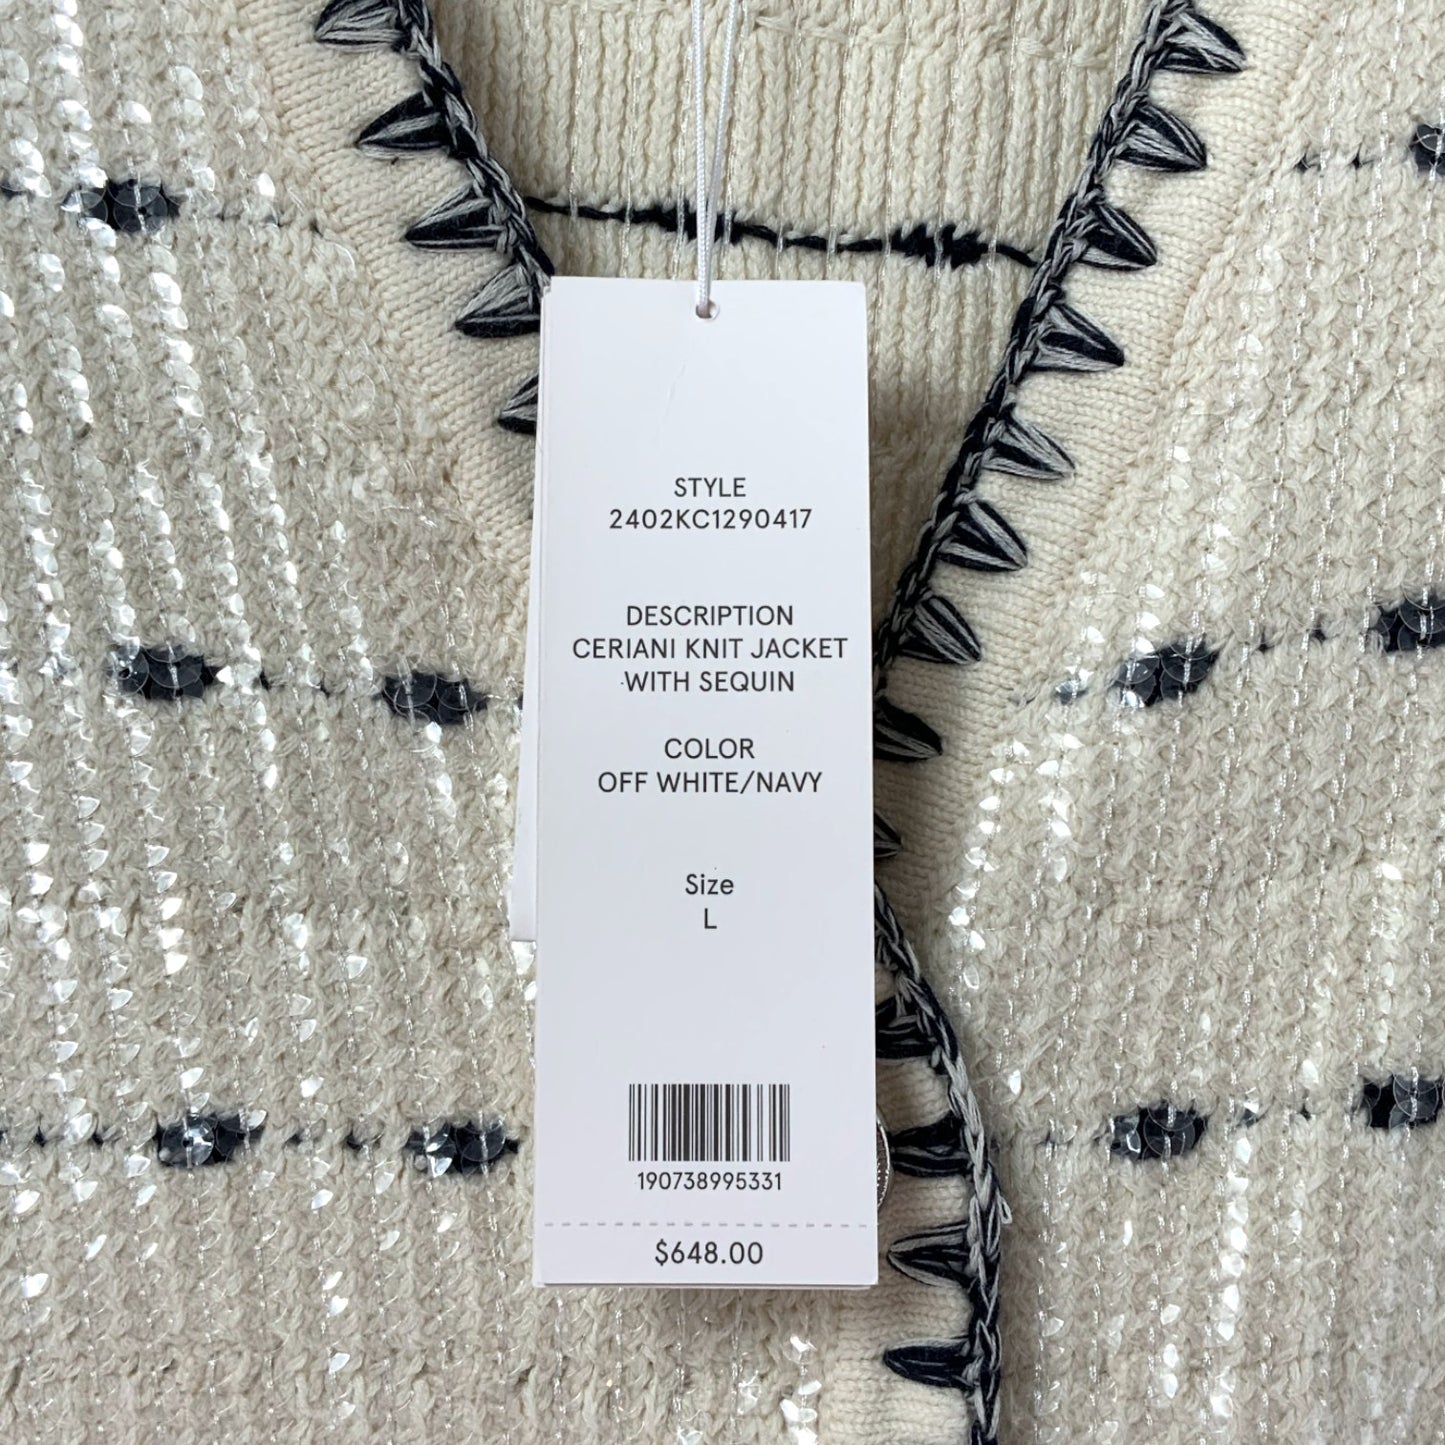 STYLE
2402KC1290417
DESCRIPTION
CERIANI KNIT JACKET
WITH SEQUIN
COLOR
OFF WHITE/NAVY
Size
L
190738995331
$648.00